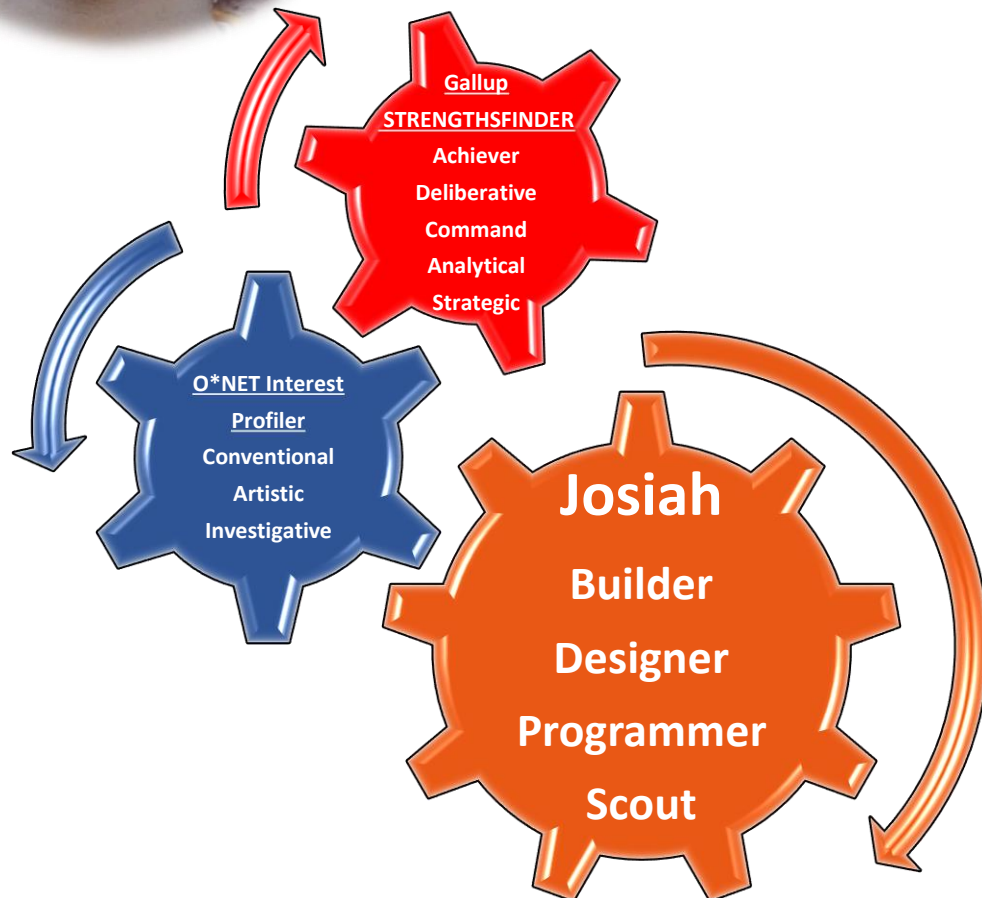 Gallup
STRENGTHSFINDER
Achiever
Deliberative
Command
Analytical
Strategic
O*NET Interest
Profiler
Conventional
Artistic
Investigative
Josiah
Builder
Designer
Programmer
Scout